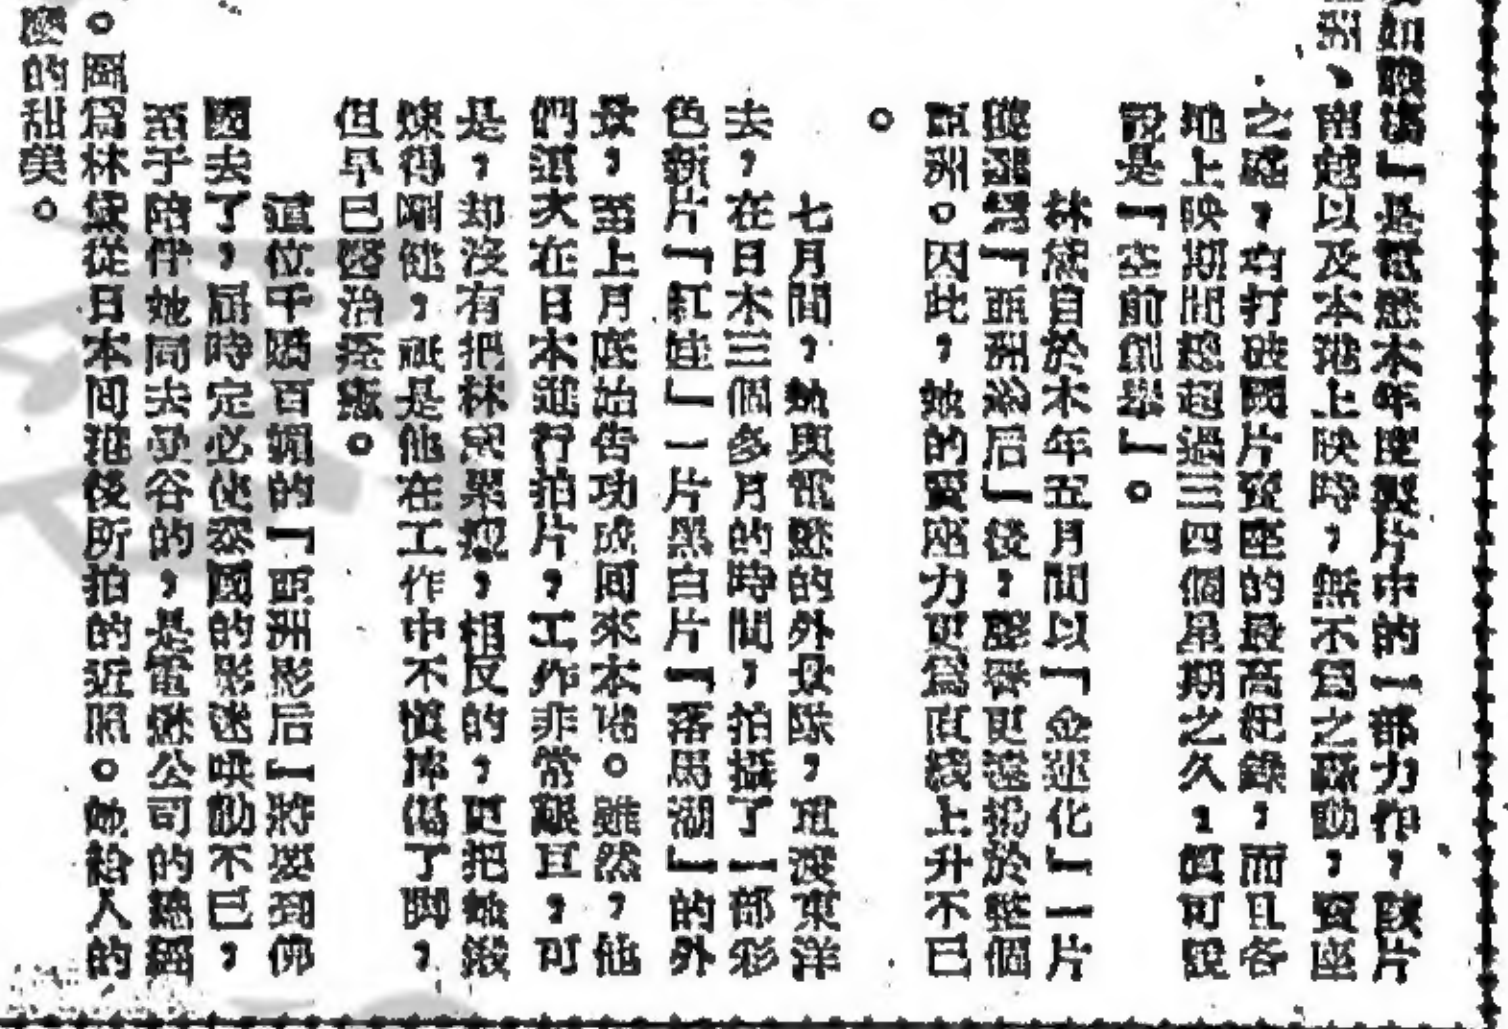 如映橋」是電懋本年度製片中的一部力作，該片
洲、南越以及本港上映時，無不為之轟動，賣座
之盛，均打破國片賣座的最高紀錄，而且各
地上映期間總超過三四個星期之久，眞可說
說是「空前創舉」。
林黛自於本年五月間以「金蓮花」一片
獲選為「亞洲影后」後，聲譽更遠揚於整個
亞洲。因此，她的賣座力更為直線上升不已
。
七月間，她與電懋的外景隊，東渡東洋
去，在日本三個多月的時間，拍攝了一部彩
色新片「紅娃」一片黑白片「落馬湖」的外
景，至上月底始告功成囘來本港。雖然，他
們這次在日本進行拍片，工作非常艱巨，可
是，却沒有把林黛累瘦，相反的，更把她鍛
煉得剛健，祗是他在工作中不慎摔傷了脚，
但早已醫治痊癒。
這位千嬌百媚的「亞洲影后」將要到佛
國去了，屆時定必使泰國的影迷哄動不已，
至于陪伴她同去曼谷的，是電懋公司的總經
。圖為林黛從日本囘港後所拍的近照。她給人的
麼的甜美。